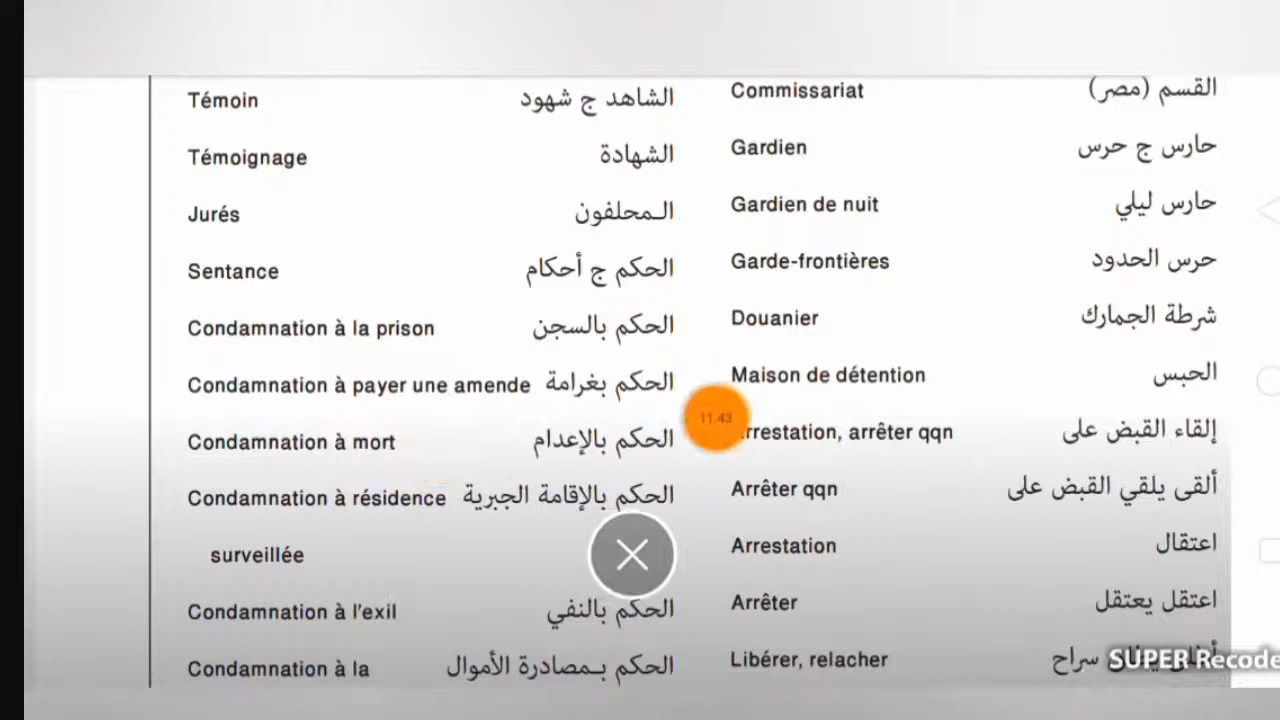 Témoin الشاهد ج شهود
Témoignage الشهادة
Jurés الـمحلفون
Sentance الحكم ج أحكام
Condamnation à la prison الحكم بالسجن
Condamnation à payer une amende الحكم بغرامة
Condamnation à mort الحكم بالإعدام
Condamnation à résidence الحكم بالإقامة الجبرية
surveillée
Condamnation à l'exil الحكم بالنفي
Condamnation à la الحكم بـمصادرة الأموال
Commissariat القسم (مصر)
Gardien حارس ج حرس
Gardien de nuit حارس ليلي
Garde-frontières حرس الحدود
Douanier شرطة الجمارك
Maison de détention الحبس
rrestation, arrêter qqn إلقاء القبض على
Arrêter qqn ألقى يلقي القبض على
Arrestation اعتقال
Arrêter اعتقل يعتقل
Libérer, relacher سراح
11.43
SUPER Recode